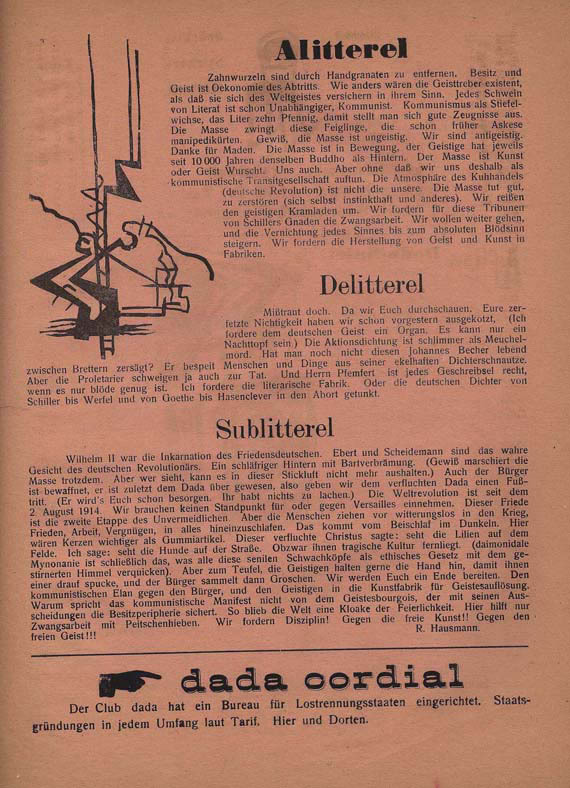 Alitterel
Zahnwurzeln sind durch Handgranaten zu entfernen. Besitz und
Geist ist Oekonomie des Abtritts. Wie anders wären die Geisttreber existent,
als daß sie sich des Weltgeistes versichern in ihrem Sinn. Jedes Schwein
von Literat ist schon Unabhängiger, Kommunist. Kommunismus als Stiefel-
wichse, das Liter zehn Pfennig, damit stellt man sich gute Zeugnisse aus.
Die Masse zwingt diese Feiglinge, die schon früher Askese
manipedikürten. Gewiß, die Masse ist ungeistig. Wir sind antigeistig.
Danke für Maden. Die Masse ist in Bewegung, der Geistige hat jeweils
seit 10000 Jahren denselben Buddho als Hintern. Der Masse ist Kunst
oder Geist Wurscht. Uns auch. Aber ohne daß wir uns deshalb als
kommunistische Transitgesellschaft auftun. Die Atmosphäre des Kuhhandels
(deutsche Revolution) ist nicht die unsere. Die Masse tut gut,
zu zerstören (sich selbst instinkthaft und anderes). Wir reißen
den geistigen Kramladen um. Wir fordern für diese Tribunen
von Schillers Gnaden die Zwangsarbeit. Wir wollen weiter gehen,
und die Vernichtung jedes Sinnes bis zum absoluten Blödsinn
steigern. Wir fordern die Herstellung von Geist und Kunst in
Fabriken.
Delitterel
Mißtraut doch. Da wir Euch durchschauen. Eure zer-
fetzte Nichtigkeit haben wir schon vorgestern ausgekotzt, (Ich
fordere dem deutschen Geist ein Organ. Es kann nur ein
Nachttopf sein.) Die Aktionsdichtung ist schlimmer als Meuchel-
mord. Hat man noch nicht diesen Johannes Becher lebend
zwischen Brettern zersägt? Er bespeit Menschen und Dinge aus seiner ekelhaften Dichterschnautze.
Aber die Proletarier schweigen ja auch zur Tat. Und Herrn Pfemfert ist jedes Geschreibsel recht,
wenn es nur blöde genug ist. Ich fordere die literarische Fabrik. Oder die deutschen Dichter von
Schiller bis Werfel und von Goethe bis Hasenclever in den Abort getunkt.
Sublitterel
Wilhelm II war die Inkarnation des Friedensdeutschen. Ebert und Scheidemann sind das wahre
Gesicht des deutschen Revolutionärs. Ein schläfriger Hintern mit Bartverbrämung. (Gewiß marschiert die
Masse trotzdem. Aber wer sieht, kann es in dieser Stickluft nicht mehr aushalten.) Auch der Bürger
ist bewaffnet, er ist zuletzt dem Dada über gewesen, also geben wir dem verfluchten Dada einen Fuß-
tritt. (Er wird's Euch schon besorgen. Ihr habt nichts zu lachen.) Die Weltrevolution ist seit dem
2. August 1914. Wir brauchen keinen Standpunkt für oder gegen Versailles einnehmen. Dieser Friede
ist die zweite Etappe des Unvermeidlichen. Aber die Menschen ziehen vor witterungslos in den Krieg,
Frieden, Arbeit, Vergnügen, in alles hineinzuschlafen. Das kommt vom Beischlaf im Dunkeln. Hier
wären Kerzen wichtiger als Gummiartikel. Dieser verfluchte Christus sagte: seht die Lilien auf dem
Felde. Ich sage: seht die Hunde auf der Straße. Obzwar ihnen tragische Kultur fernliegt. (daimonidale
Mynonanie ist schließlich das, was alle diese senilen Schwachköpfe als ethisches Gesetz mit dem ge-
stirnerten Himmel verquicken). Aber zum Teufel, die Geistigen halten gerne die Hand hin, damit ihnen
einer drauf spucke, und der Bürger sammelt dann Groschen. Wir werden Euch ein Ende bereiten. Den
kommunistischen Elan gegen den Bürger, und den Geistigen in die Kunstfabrik für Geistesauflösung.
Warum spricht das kommunistische Manifest nicht von dem Geistesbourgois, der mit seinen Aus-
scheidungen die Besitzperipherie sichert. So blieb die Welt eine Kloake der Feierlichkeit. Hier hilft nur
Zwangsarbeit mit Peitschenhieben. Wir fordern Disziplin! Gegen die freie Kunst!! Gegen den
freien Geist!!! R. Hausmann.
dada cordial
Der Club dada hat ein Bureau für Lostrennungsstaaten eingerichtet. Staats-
gründungen in jedem Umfang laut Tarif. Hier und Dorten.